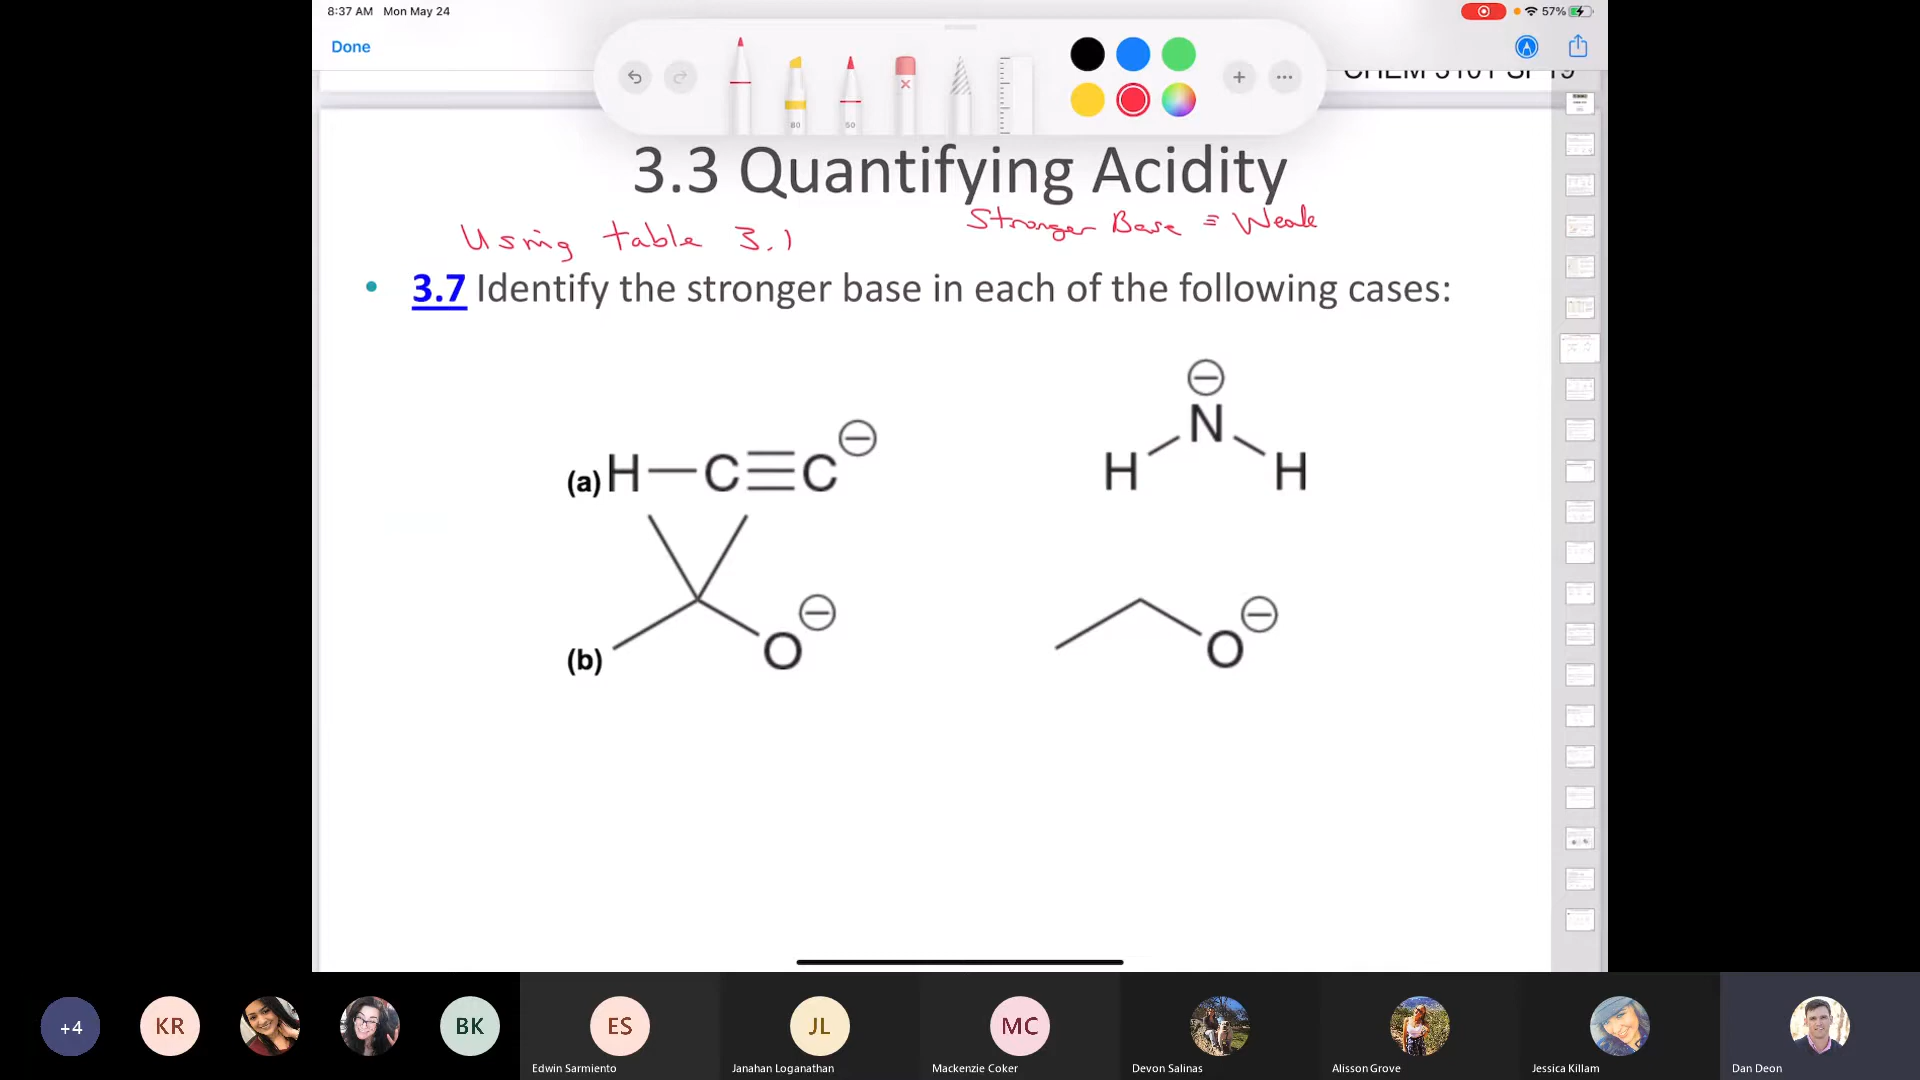 8:37 AM Mon May 24
57%
Done
80
50
3.3 Quantifying Acidity
Using table 3.1
Stronger Base = Weak
• 3.7 Identify the stronger base in each of the following cases:
(a) H—C≡C⊖
⊖
N
H H
(b) O⊖
O⊖
+4
KR
BK
ES
JL
MC
Edwin Sarmiento
Janahan Loganathan
Mackenzie Coker
Devon Salinas
Alisson Grove
Jessica Killam
Dan Deon